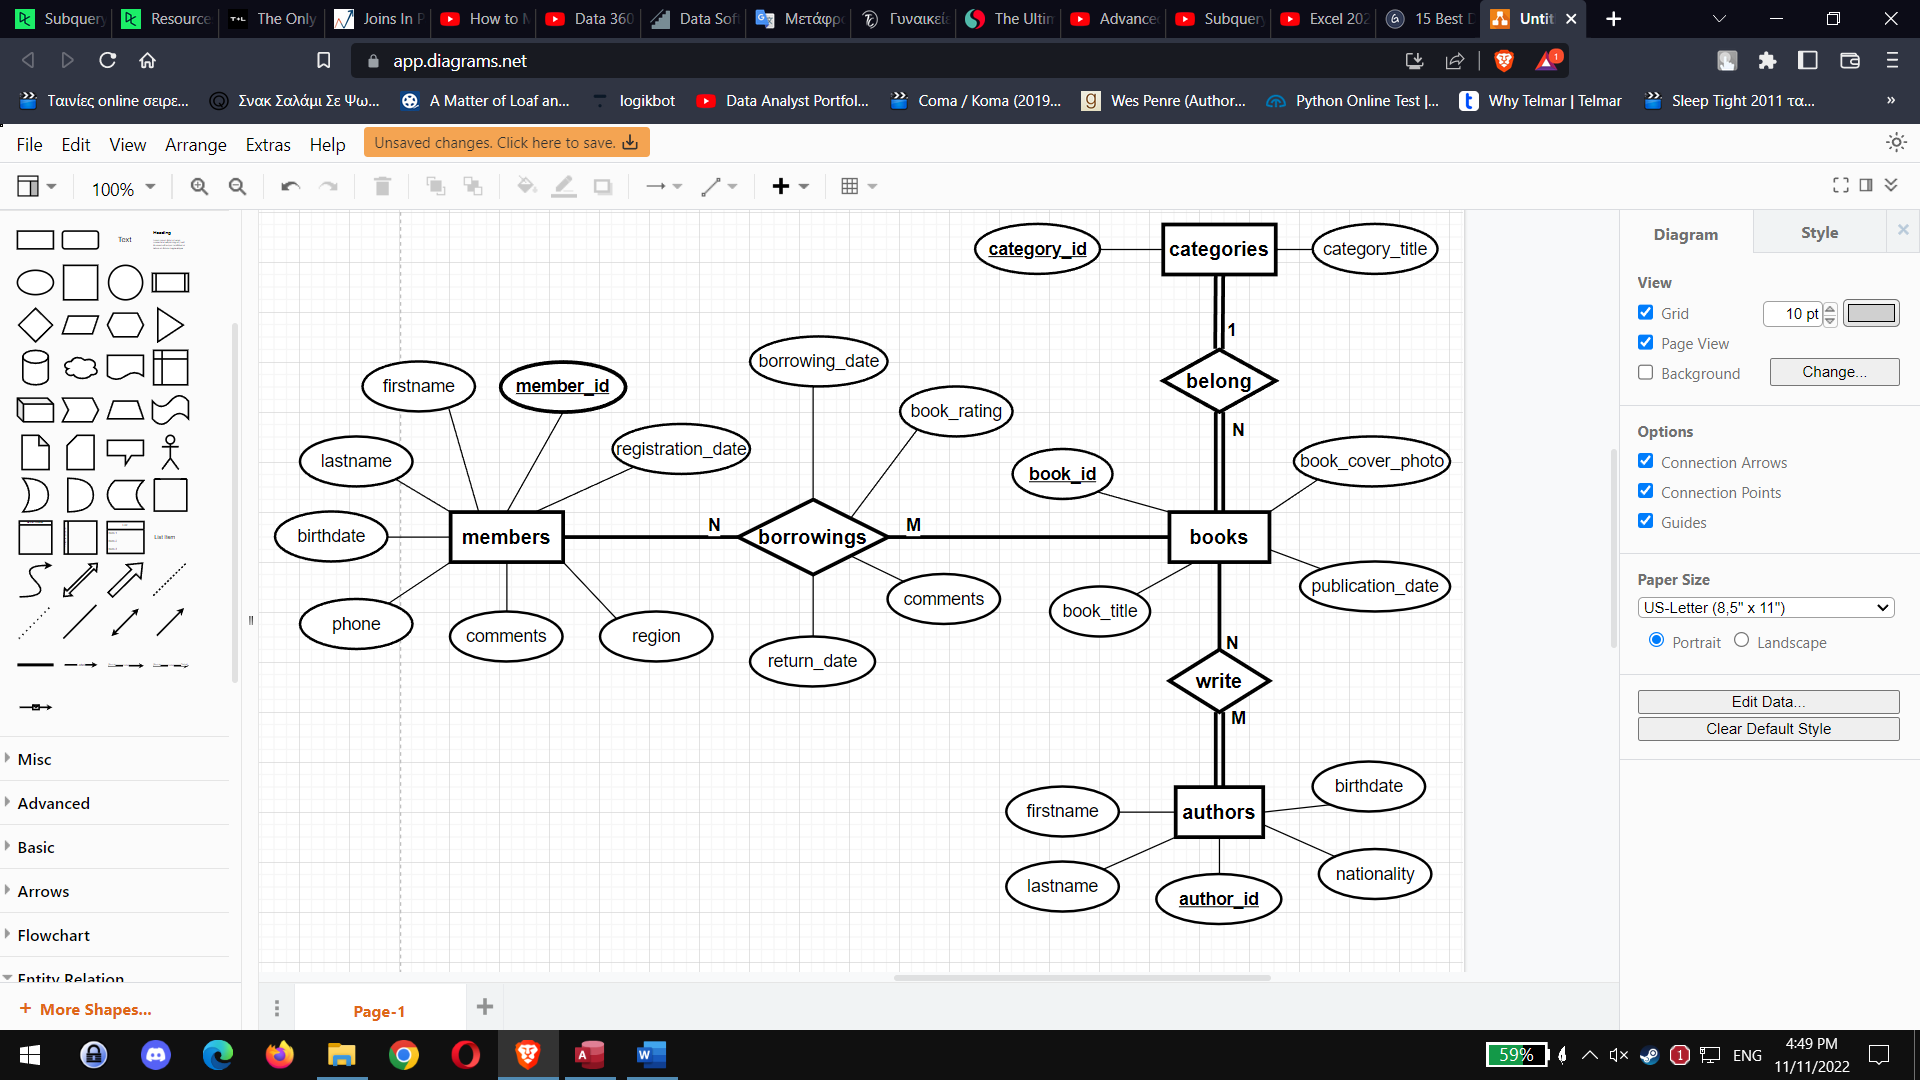 Subquery
Resource
T+L The Only
Joins In P
How to M
Data 360
Data Soft
Μετάφρ
Γυναικεί
The Ultim
Advance
Subquery
Excel 202
15 Best D
Untit
app.diagrams.net
1
Ταινίες online σειρε...
Σνακ Σαλάμι Σε Ψω...
A Matter of Loaf an...
logikbot
Data Analyst Portfol...
Coma / Koma (2019...
Wes Penre (Author...
Python Online Test |...
Why Telmar | Telmar
Sleep Tight 2011 τα...
»
File
Edit
View
Arrange
Extras
Help
Unsaved changes. Click here to save.
100%
Text
Heading
List Item
Misc
Advanced
Basic
Arrows
Flowchart
Entity Relation
+ More Shapes...
category_id
categories
category_title
1
belong
N
borrowing_date
book_rating
firstname
member_id
lastname
registration_date
birthdate
members
N
borrowings
M
phone
comments
region
return_date
comments
book_id
book_cover_photo
books
book_title
publication_date
N
write
M
firstname
authors
birthdate
lastname
author_id
nationality
Page-1
Diagram
Style
View
Grid
10 pt
Page View
Background
Change...
Options
Connection Arrows
Connection Points
Guides
Paper Size
US-Letter (8,5" x 11")
Portrait
Landscape
Edit Data...
Clear Default Style
59%
1
ENG
4:49 PM
11/11/2022